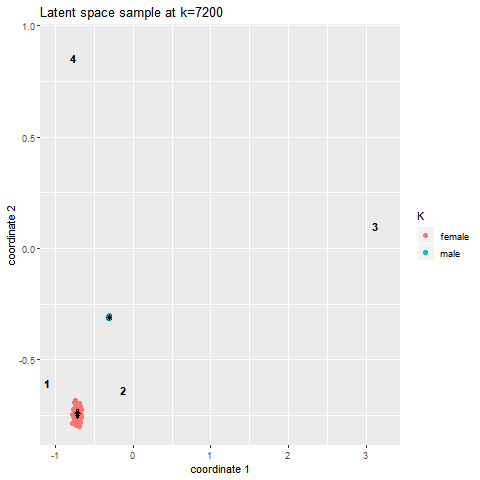 Latent space sample at k=7200
1.0
0.5
0.0
-0.5
coordinate 2
4
3
1
2
-1
0
1
2
3
coordinate 1
K
female
male